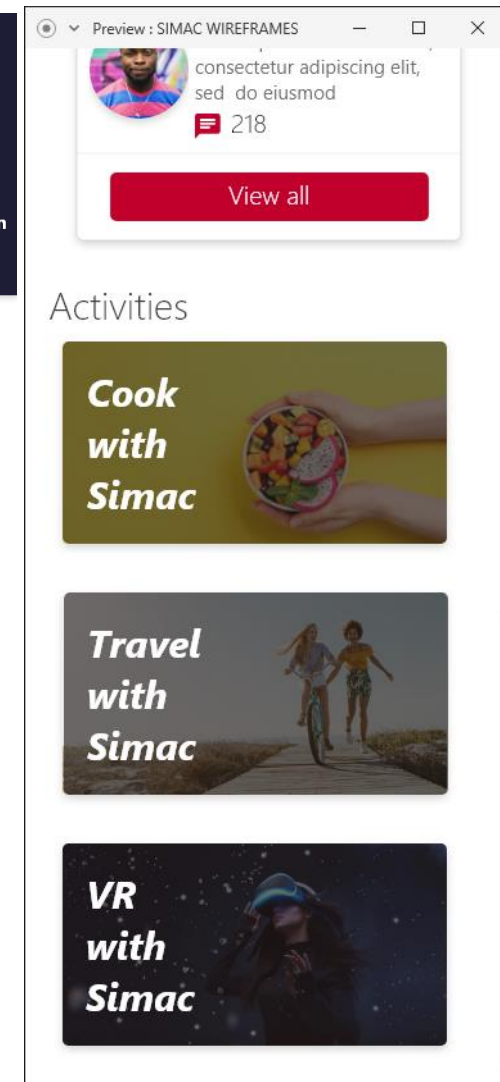 Preview : SIMAC WIREFRAMES
consectetur adipiscing elit,
sed do eiusmod
218
View all
Activities
Cook
with
Simac
Travel
with
Simac
VR
with
Simac